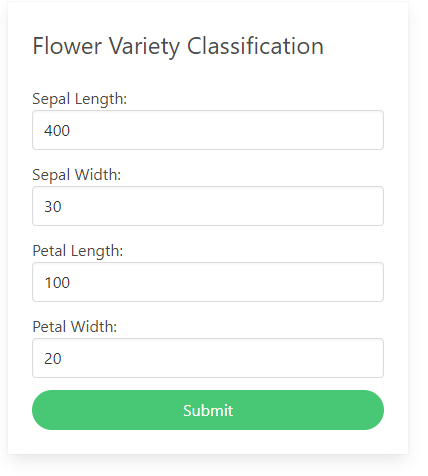 Flower Variety Classification
Sepal Length:
400
Sepal Width:
30
Petal Length:
100
Petal Width:
20
Submit